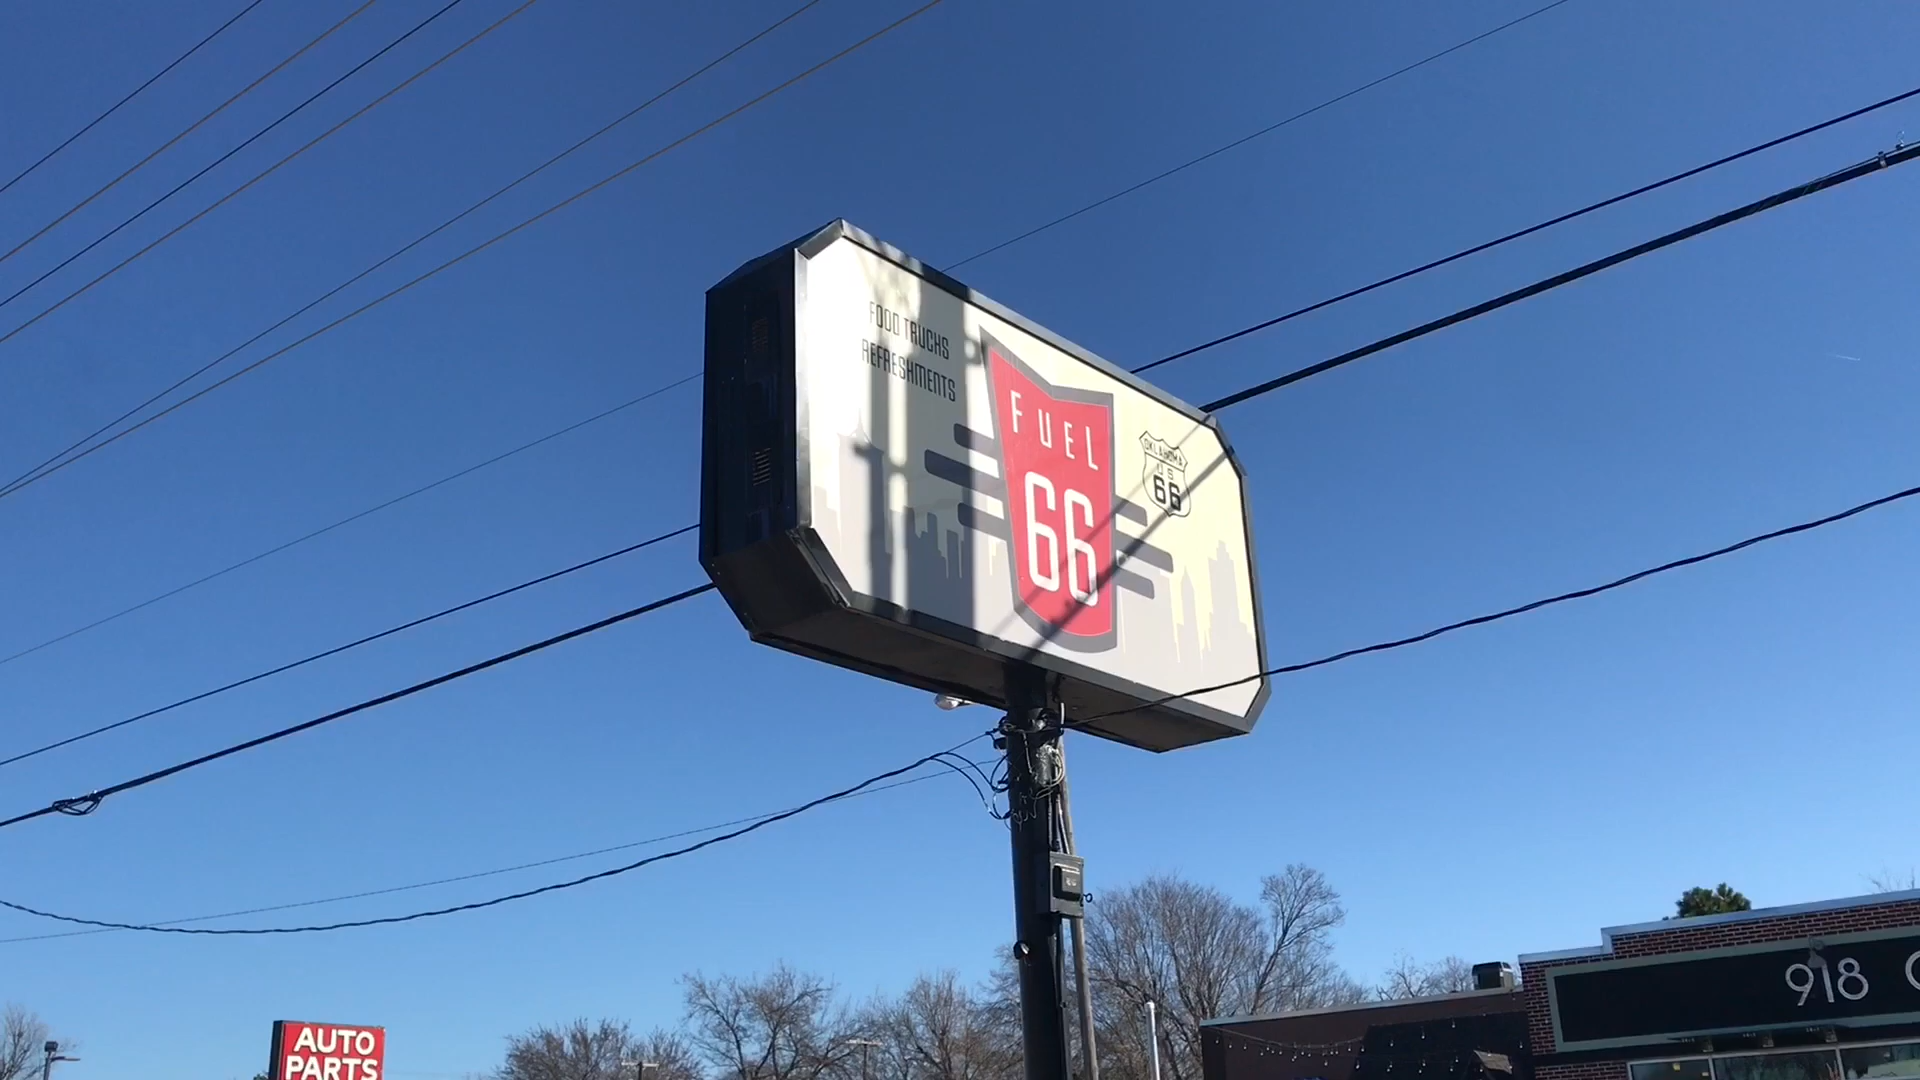 FOOD TRUCKS
REFRESHMENTS
FUEL
66
OKLAHOMA
US
66
AUTO
PARTS
918